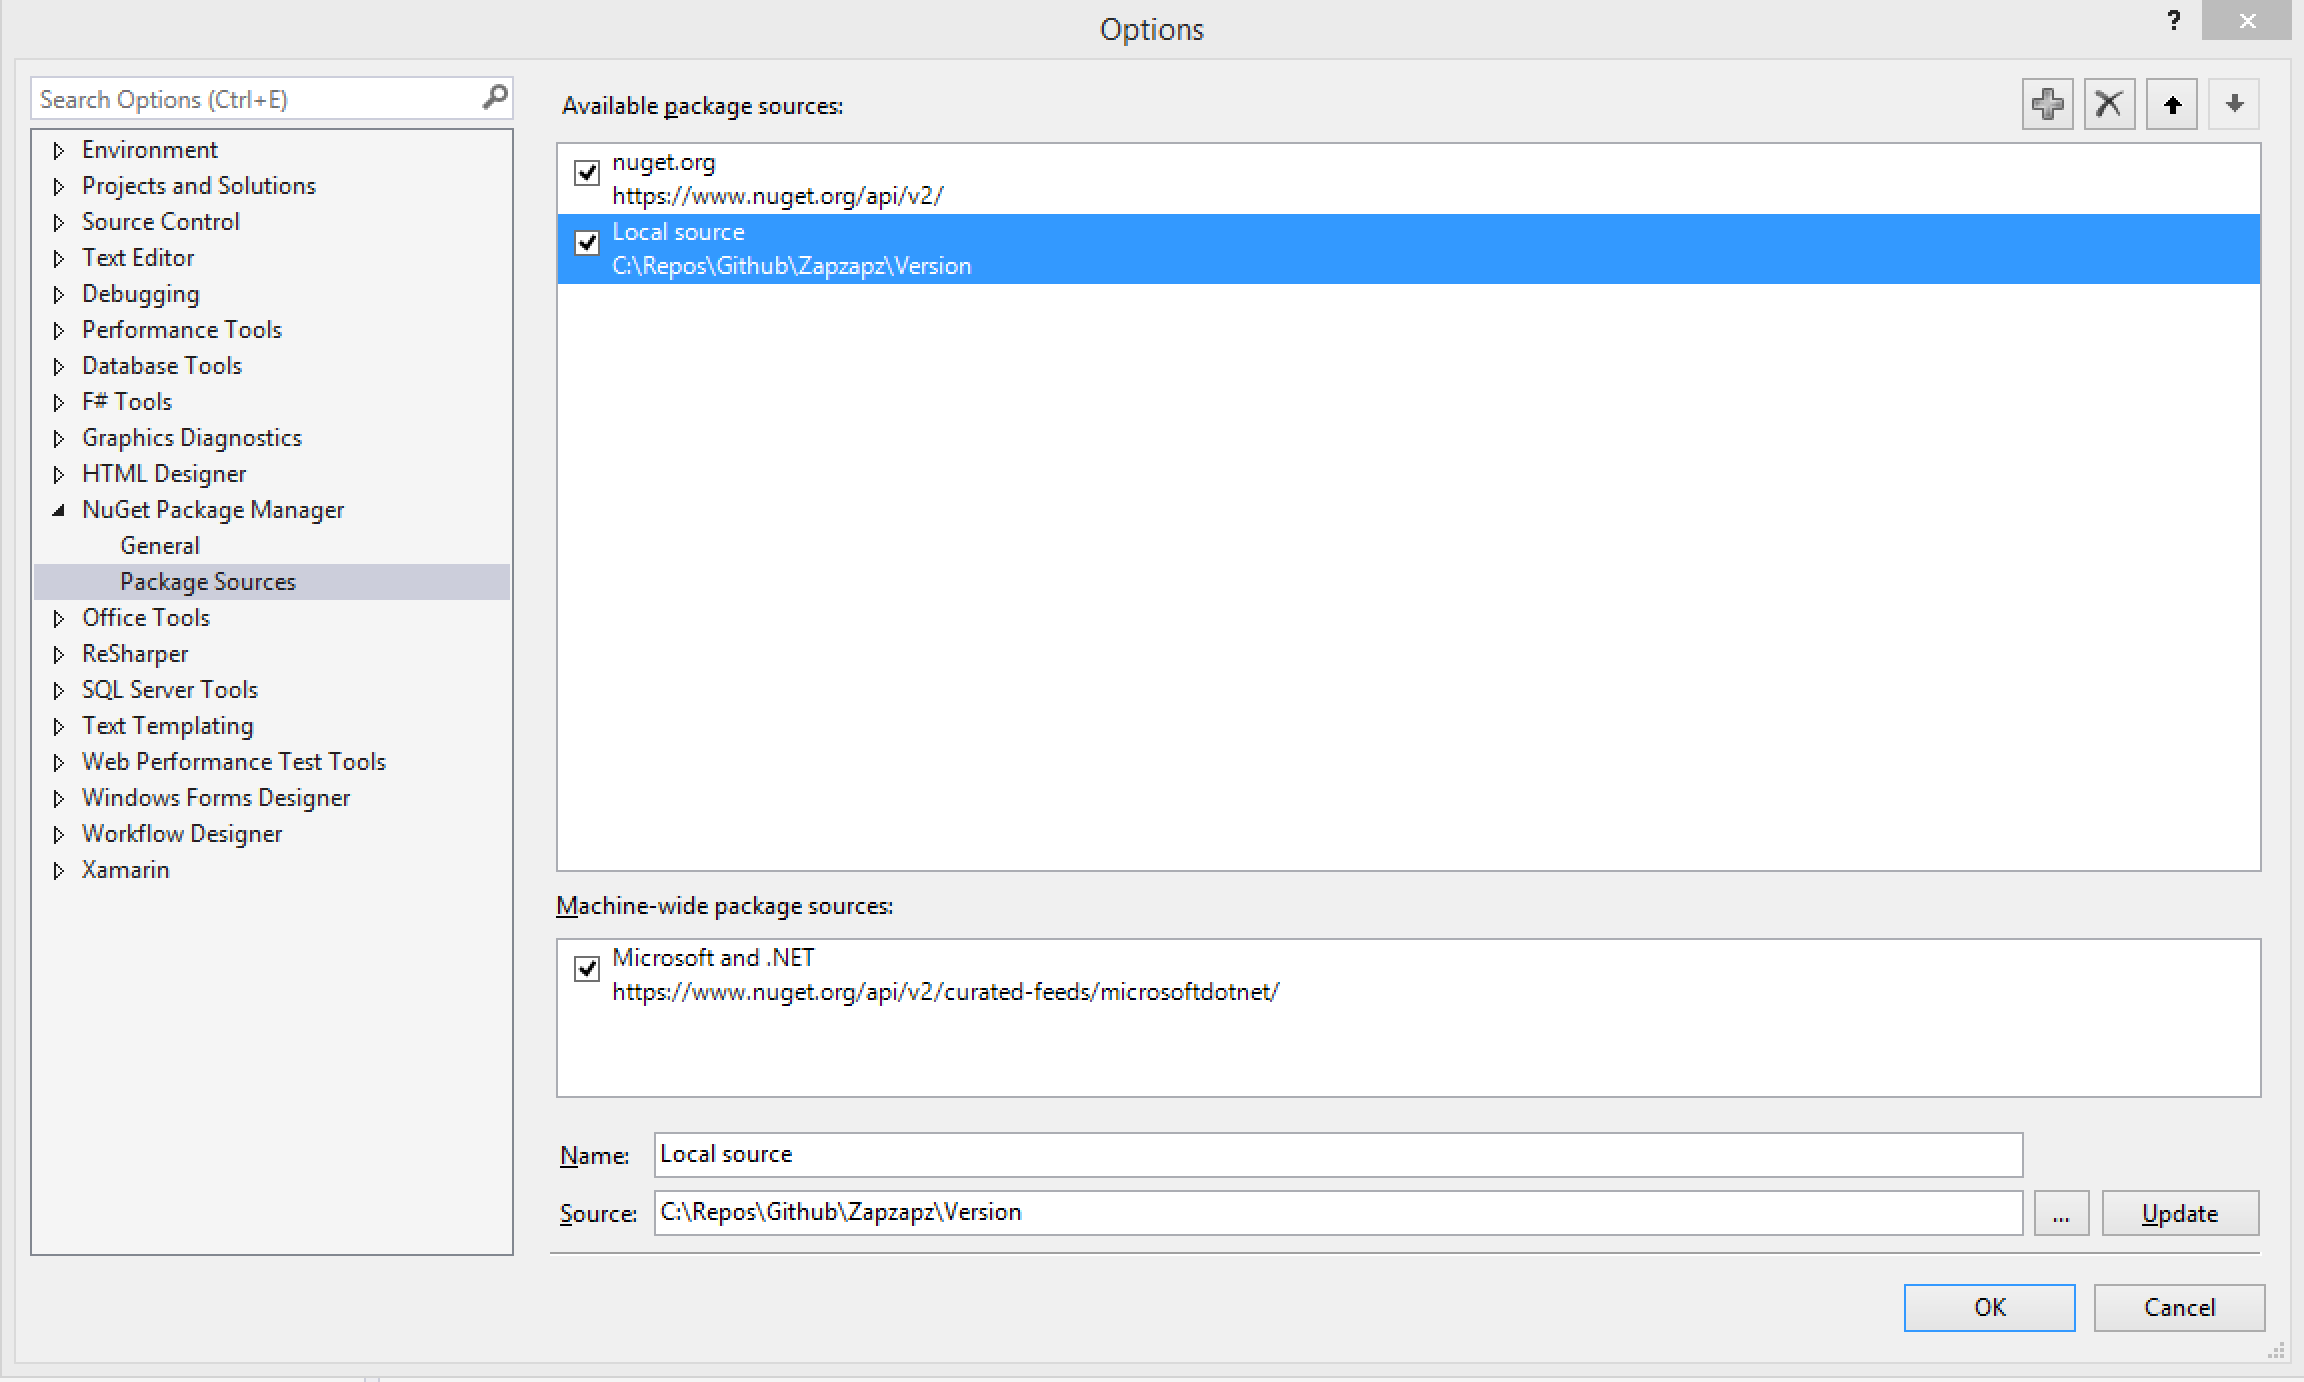 Options
?
Search Options (Ctrl+E)
Environment
Projects and Solutions
Source Control
Text Editor
Debugging
Performance Tools
Database Tools
F# Tools
Graphics Diagnostics
HTML Designer
NuGet Package Manager
General
Package Sources
Office Tools
ReSharper
SQL Server Tools
Text Templating
Web Performance Test Tools
Windows Forms Designer
Workflow Designer
Xamarin
Available package sources:
nuget.org
https://www.nuget.org/api/v2/
Local source
C:\Repos\Github\Zapzapz\Version
Machine-wide package sources:
Microsoft and .NET
https://www.nuget.org/api/v2/curated-feeds/microsoftdotnet/
Name: Local source
Source: C:\Repos\Github\Zapzapz\Version ... Update
OK Cancel